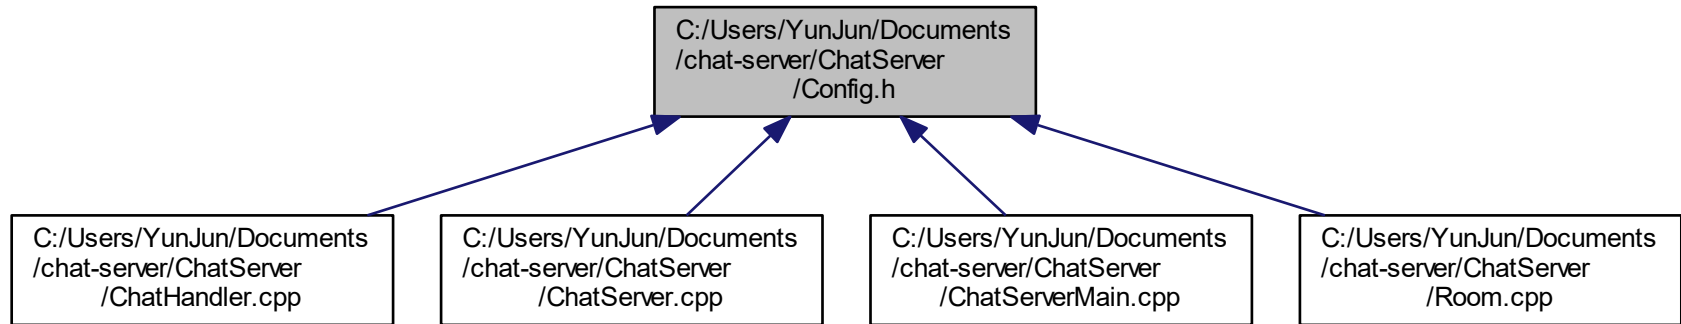 C:/Users/YunJun/Documents
/chat-server/ChatServer
/Config.h
C:/Users/YunJun/Documents
/chat-server/ChatServer
/ChatHandler.cpp
C:/Users/YunJun/Documents
/chat-server/ChatServer
/ChatServer.cpp
C:/Users/YunJun/Documents
/chat-server/ChatServer
/ChatServerMain.cpp
C:/Users/YunJun/Documents
/chat-server/ChatServer
/Room.cpp